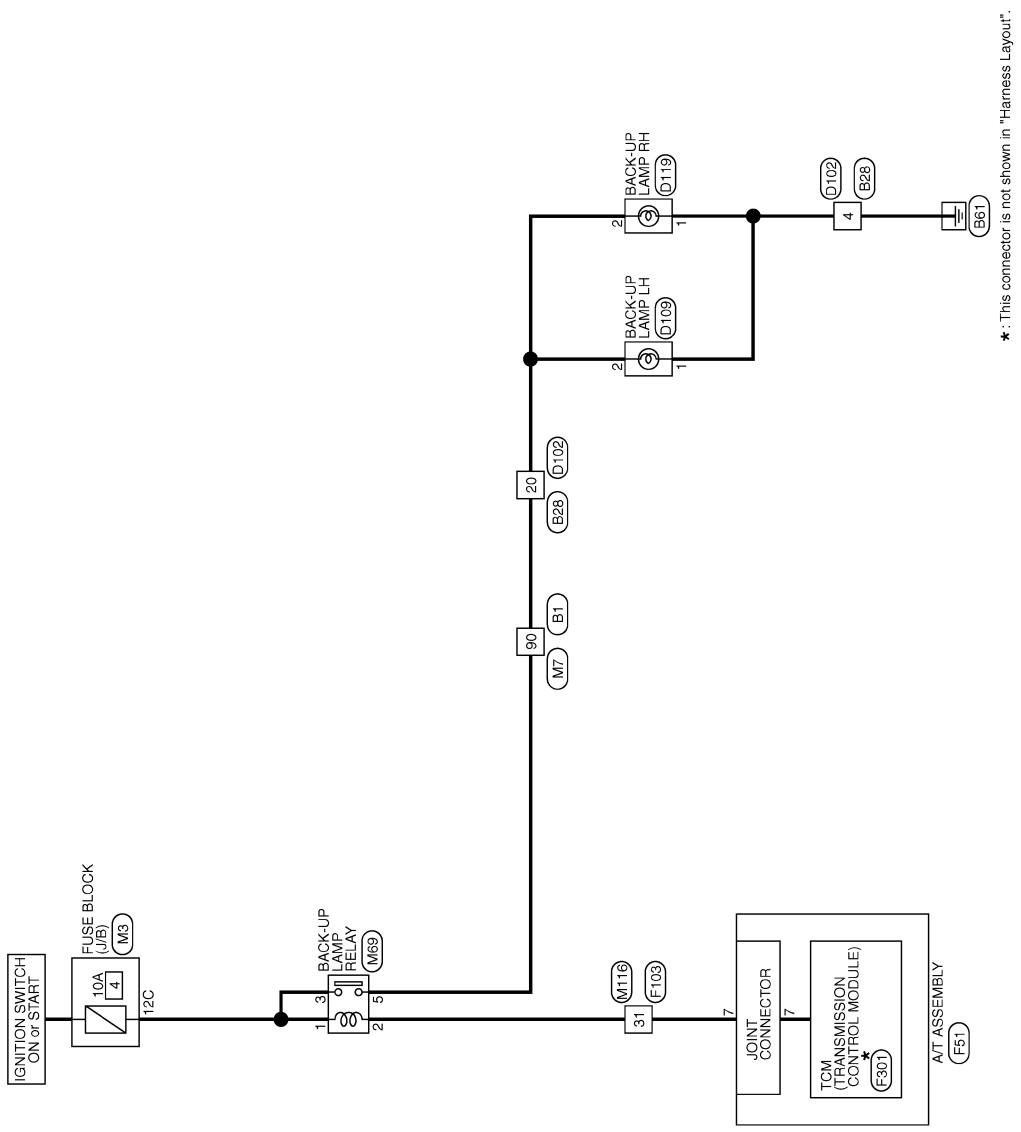 IGNITION SWITCH
ON or START
FUSE BLOCK
(J/B)
M3
10A
4
12C
BACK-UP
LAMP
RELAY
M69
1
3
2
5
M116
31
F103
7
JOINT
CONNECTOR
7
TCM
(TRANSMISSION
CONTROL MODULE)
*
F301
A/T ASSEMBLY
F51
90
M7
B1
20
B28
D102
BACK-UP
LAMP LH
D109
2
1
BACK-UP
LAMP RH
D119
2
1
D102
4
B28
B61
*: This connector is not shown in "Harness Layout".